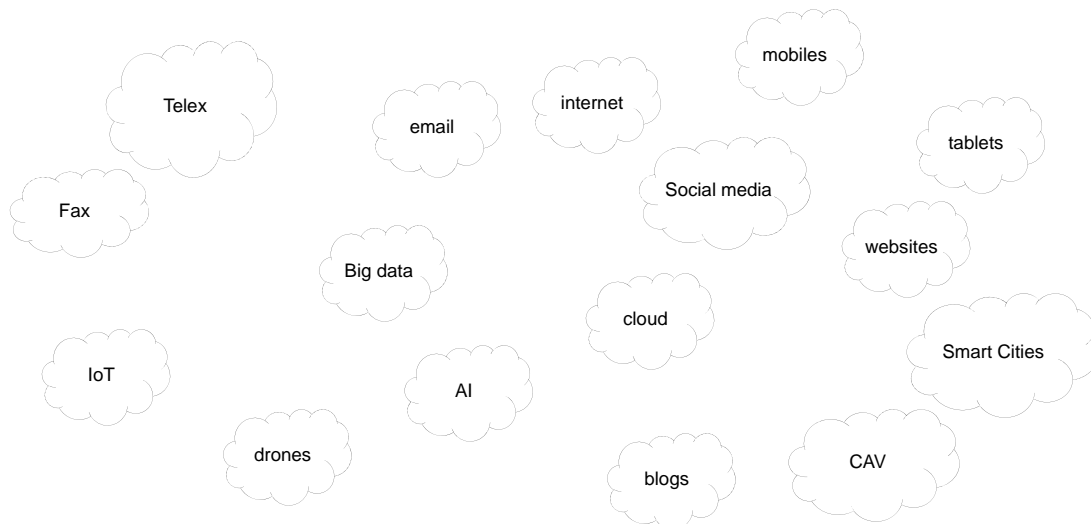 mobiles
Telex
internet
email
tablets
Social media
Fax
websites
Big data
cloud
Smart Cities
IoT
AI
drones
CAV
blogs